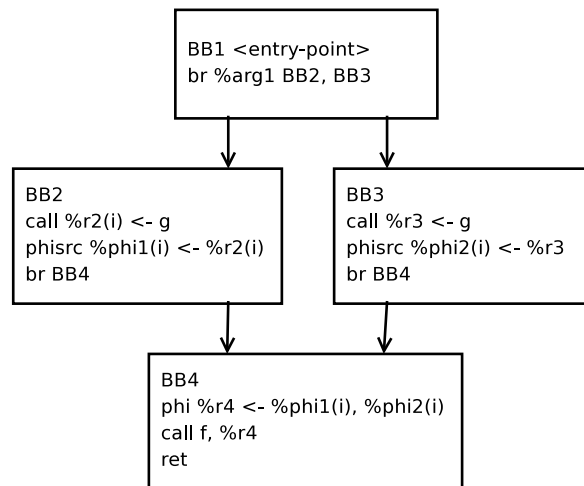 BB1 <entry-point>
br %arg1 BB2, BB3
BB2
call %r2(i) <- g
phisrc %phi1(i) <- %r2(i)
br BB4
BB3
call %r3 <- g
phisrc %phi2(i) <- %r3
br BB4
BB4
phi %r4 <- %phi1(i), %phi2(i)
call f, %r4
ret